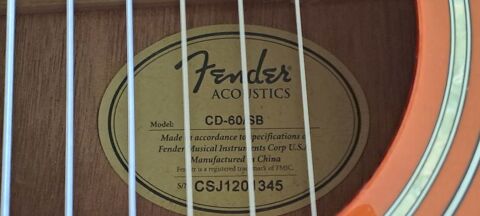 Fender
ACOUSTICS
Model: CD-60/SB
Made in accordance to specifications of
Fender Musical Instruments Corp U.S.A.
Manufactured in China
Fender is a registered trademark of FMIC.
S/N CSJ1201345